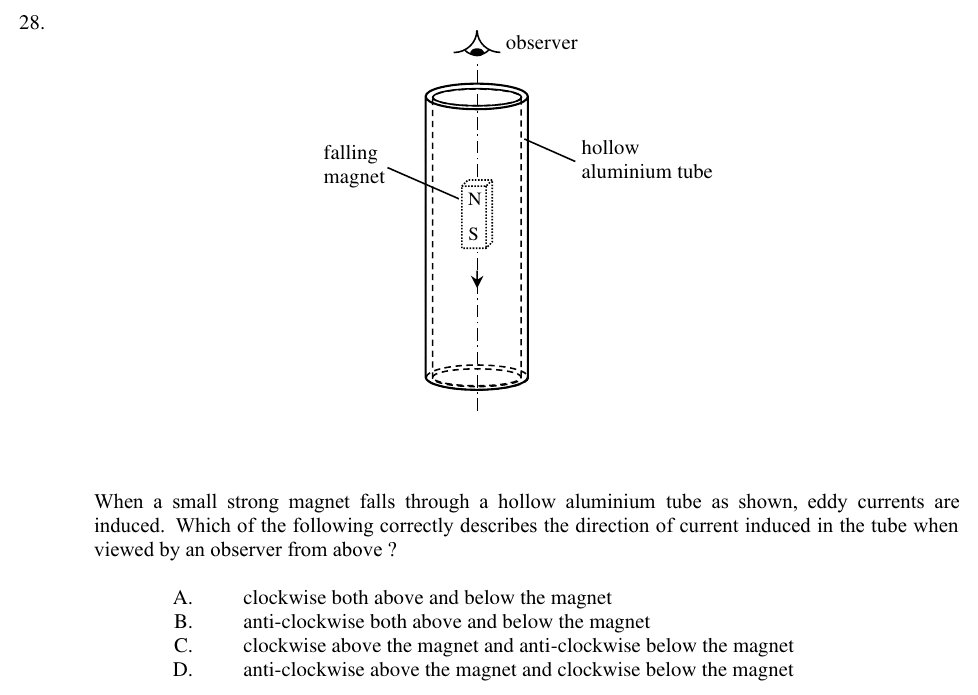 28.
observer
falling
magnet
hollow
aluminium tube
N
S
When a small strong magnet falls through a hollow aluminium tube as shown, eddy currents are
induced. Which of the following correctly describes the direction of current induced in the tube when
viewed by an observer from above ?
A. clockwise both above and below the magnet
B. anti-clockwise both above and below the magnet
C. clockwise above the magnet and anti-clockwise below the magnet
D. anti-clockwise above the magnet and clockwise below the magnet